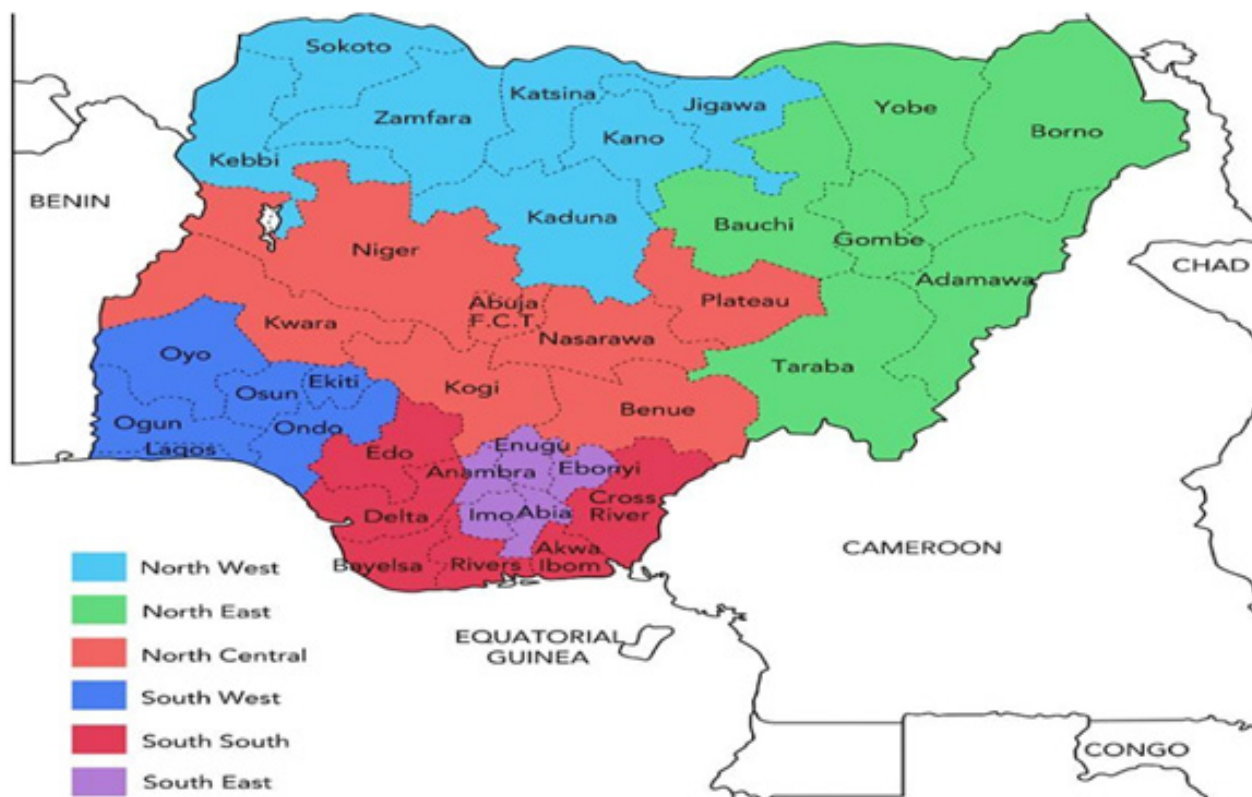 Sokoto
Katsina
Jigawa
Yobe
Zamfara
Kano
Borno
Kebbi
BENIN
Kaduna
Bauchi
Gombe
Niger
CHAD
Adamawa
Abuja
F.C.T.
Plateau
Kwara
Nasarawa
Oyo
Taraba
Ekiti
Osun
Kogi
Benue
Ogun
Ondo
Lagos
Edo
Enugu
Anambra
Ebonyi
Cross
River
Delta
Imo
Abia
Akwa
Ibom
Bayelsa
Rivers
CAMEROON
North West
North East
EQUATORIAL
GUINEA
North Central
South West
South South
CONGO
South East